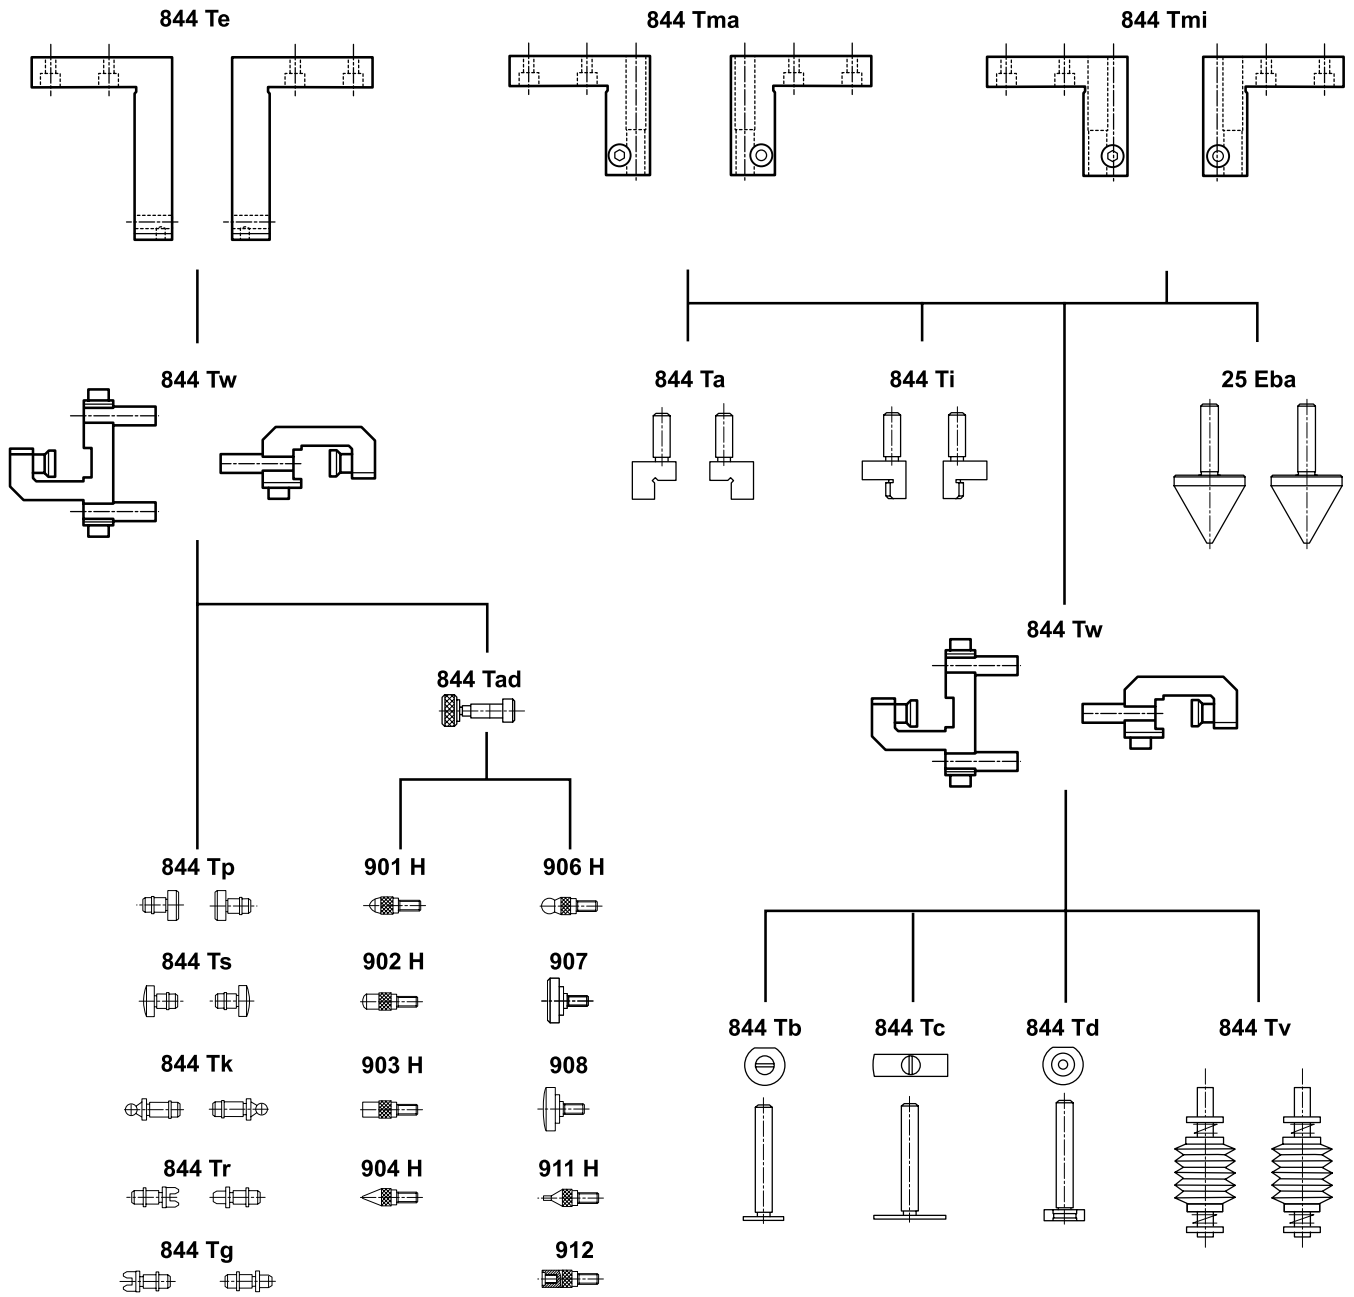 844 Te
844 Tma
844 Tmi
844 Tw
844 Ta
844 Ti
25 Eba
844 Tw
844 Tad
844 Tp
901 H
906 H
844 Ts
902 H
907
844 Tb
844 Tc
844 Td
844 Tv
844 Tk
903 H
908
844 Tr
904 H
911 H
844 Tg
912